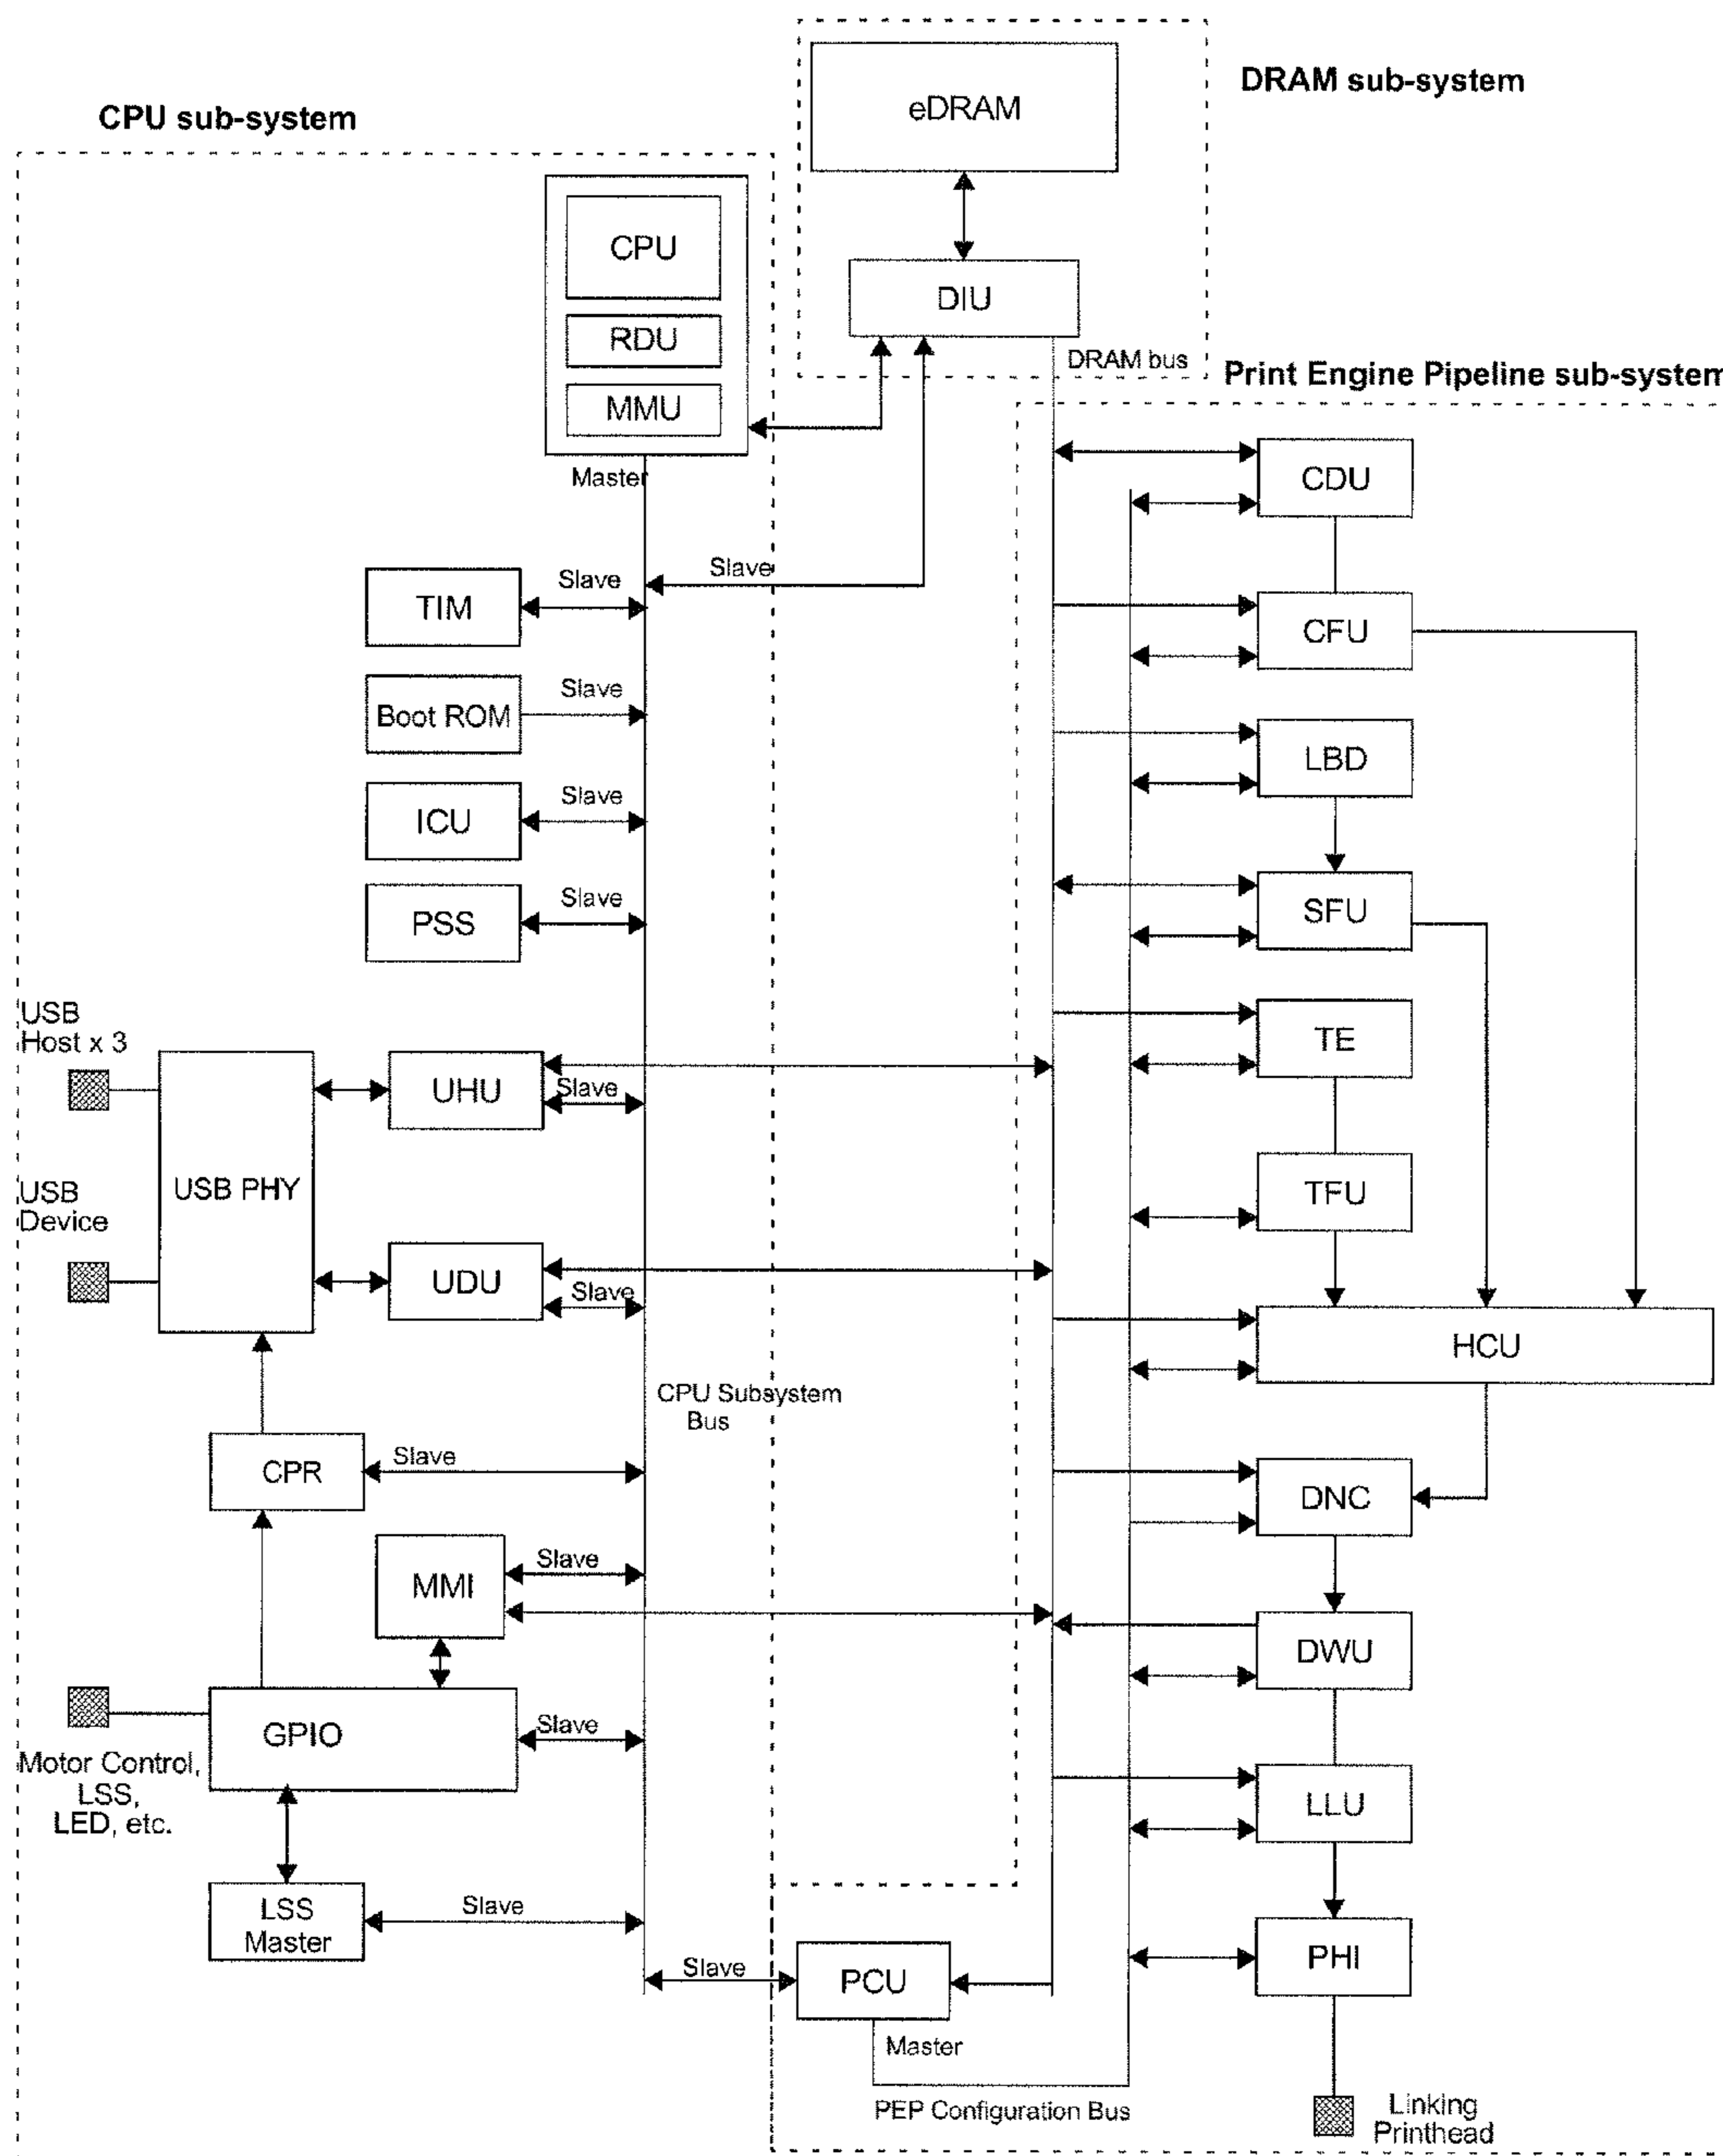 DRAM sub-system
eDRAM
CPU sub-system
CPU
RDU
MMU
Master
DIU
DRAM bus
Print Engine Pipeline sub-system
TIM
Slave
Slave
Boot ROM
Slave
ICU
Slave
PSS
Slave
USB
Host x 3
USB PHY
UHU
Slave
USB
Device
UDU
Slave
CPU Subsystem
Bus
CPR
Slave
MMI
Slave
GPIO
Slave
Motor Control,
LSS,
LED, etc.
LSS
Master
Slave
Slave
PCU
Master
PEP Configuration Bus
CDU
CFU
LBD
SFU
TE
TFU
HCU
DNC
DWU
LLU
PHI
Linking
Printhead